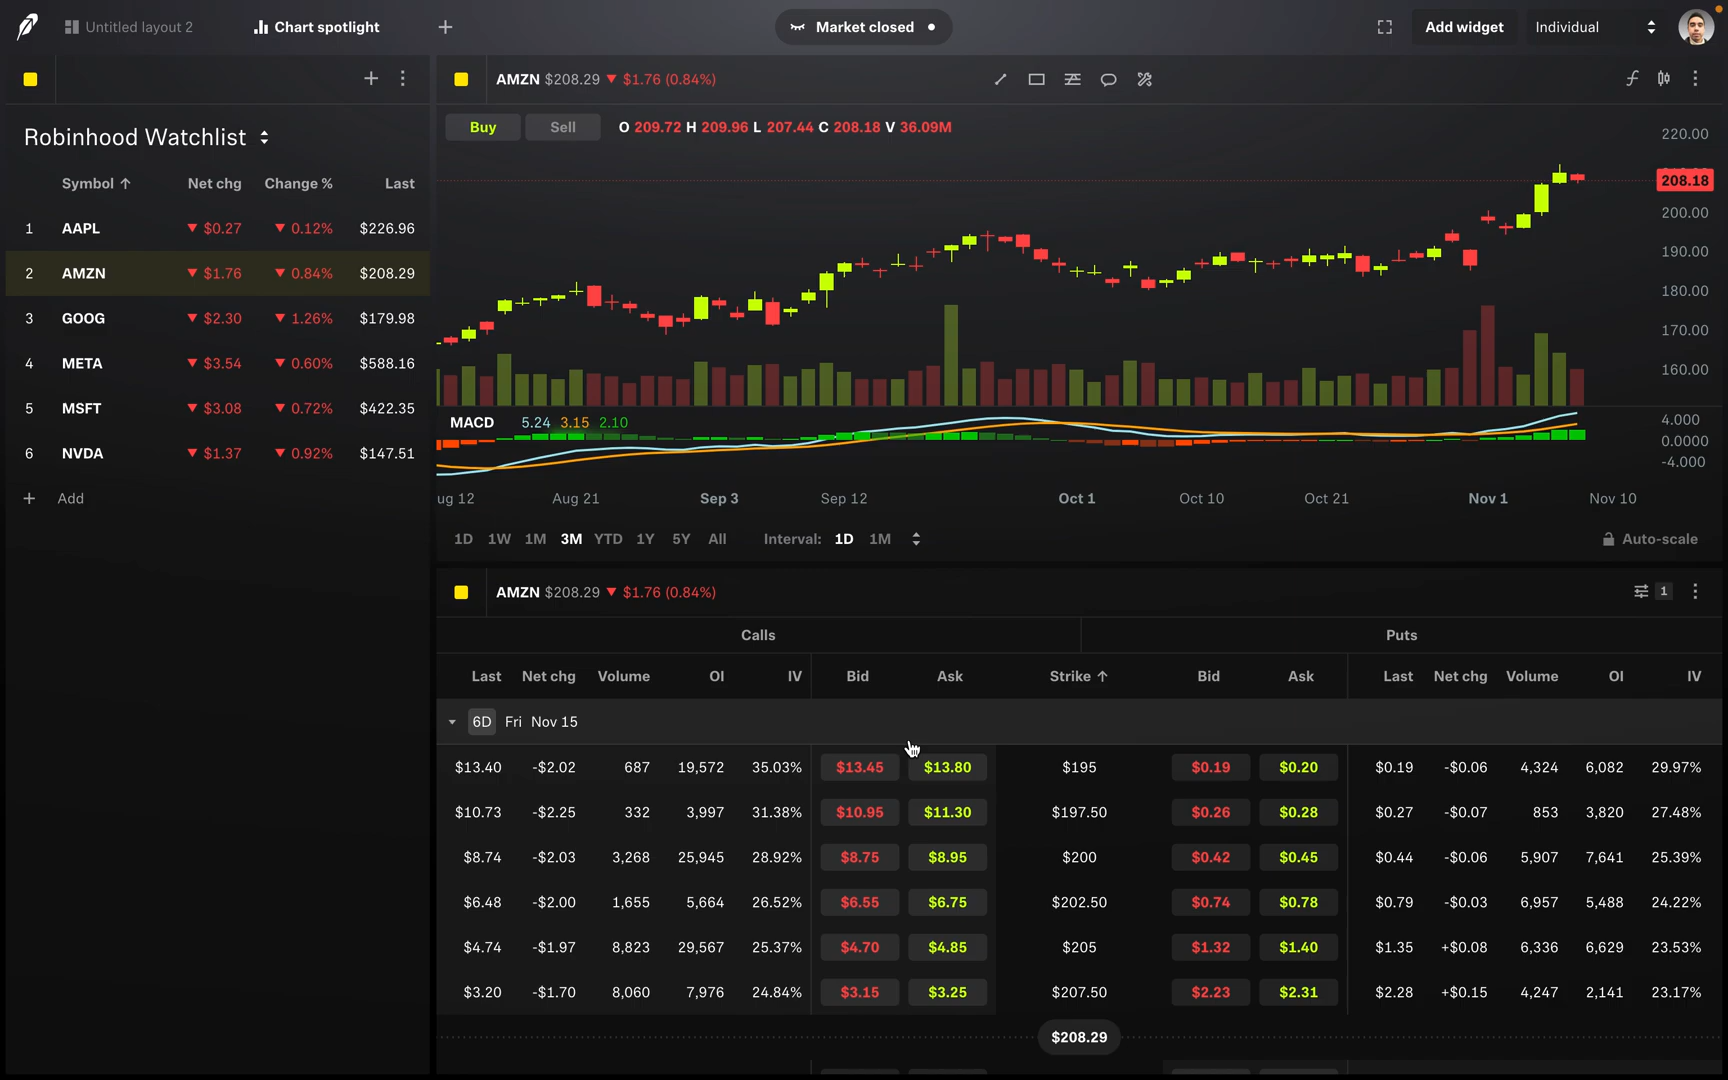 Untitled layout 2
Chart spotlight
Market closed
Add widget
Individual
Robinhood Watchlist
Symbol ↑ Net chg Change % Last
1 AAPL ▼ $0.27 ▼ 0.12% $226.96
2 AMZN ▼ $1.76 ▼ 0.84% $208.29
3 GOOG ▼ $2.30 ▼ 1.26% $179.98
4 META ▼ $3.54 ▼ 0.60% $588.16
5 MSFT ▼ $3.08 ▼ 0.72% $422.35
6 NVDA ▼ $1.37 ▼ 0.92% $147.51
+ Add
AMZN $208.29 ▼ $1.76 (0.84%)
Buy Sell O 209.72 H 209.96 L 207.44 C 208.18 V 36.09M
220.00
208.18
200.00
190.00
180.00
170.00
160.00
MACD 5.24 3.15 2.10
4.000
0.0000
-4.000
ug 12 Aug 21 Sep 3 Sep 12 Oct 1 Oct 10 Oct 21 Nov 1 Nov 10
1D 1W 1M 3M YTD 1Y 5Y All Interval: 1D 1M Auto-scale
AMZN $208.29 ▼ $1.76 (0.84%) 1
Calls Puts
Last Net chg Volume OI IV Bid Ask Strike ↑ Bid Ask Last Net chg Volume OI IV
6D Fri Nov 15
$13.40 -$2.02 687 19,572 35.03% $13.45 $13.80 $195 $0.19 $0.20 $0.19 -$0.06 4,324 6,082 29.97%
$10.73 -$2.25 332 3,997 31.38% $10.95 $11.30 $197.50 $0.26 $0.28 $0.27 -$0.07 853 3,820 27.48%
$8.74 -$2.03 3,268 25,945 28.92% $8.75 $8.95 $200 $0.42 $0.45 $0.44 -$0.06 5,907 7,641 25.39%
$6.48 -$2.00 1,655 5,664 26.52% $6.55 $6.75 $202.50 $0.74 $0.78 $0.79 -$0.03 6,957 5,488 24.22%
$4.74 -$1.97 8,823 29,567 25.37% $4.70 $4.85 $205 $1.32 $1.40 $1.35 +$0.08 6,336 6,629 23.53%
$3.20 -$1.70 8,060 7,976 24.84% $3.15 $3.25 $207.50 $2.23 $2.31 $2.28 +$0.15 4,247 2,141 23.17%
$208.29